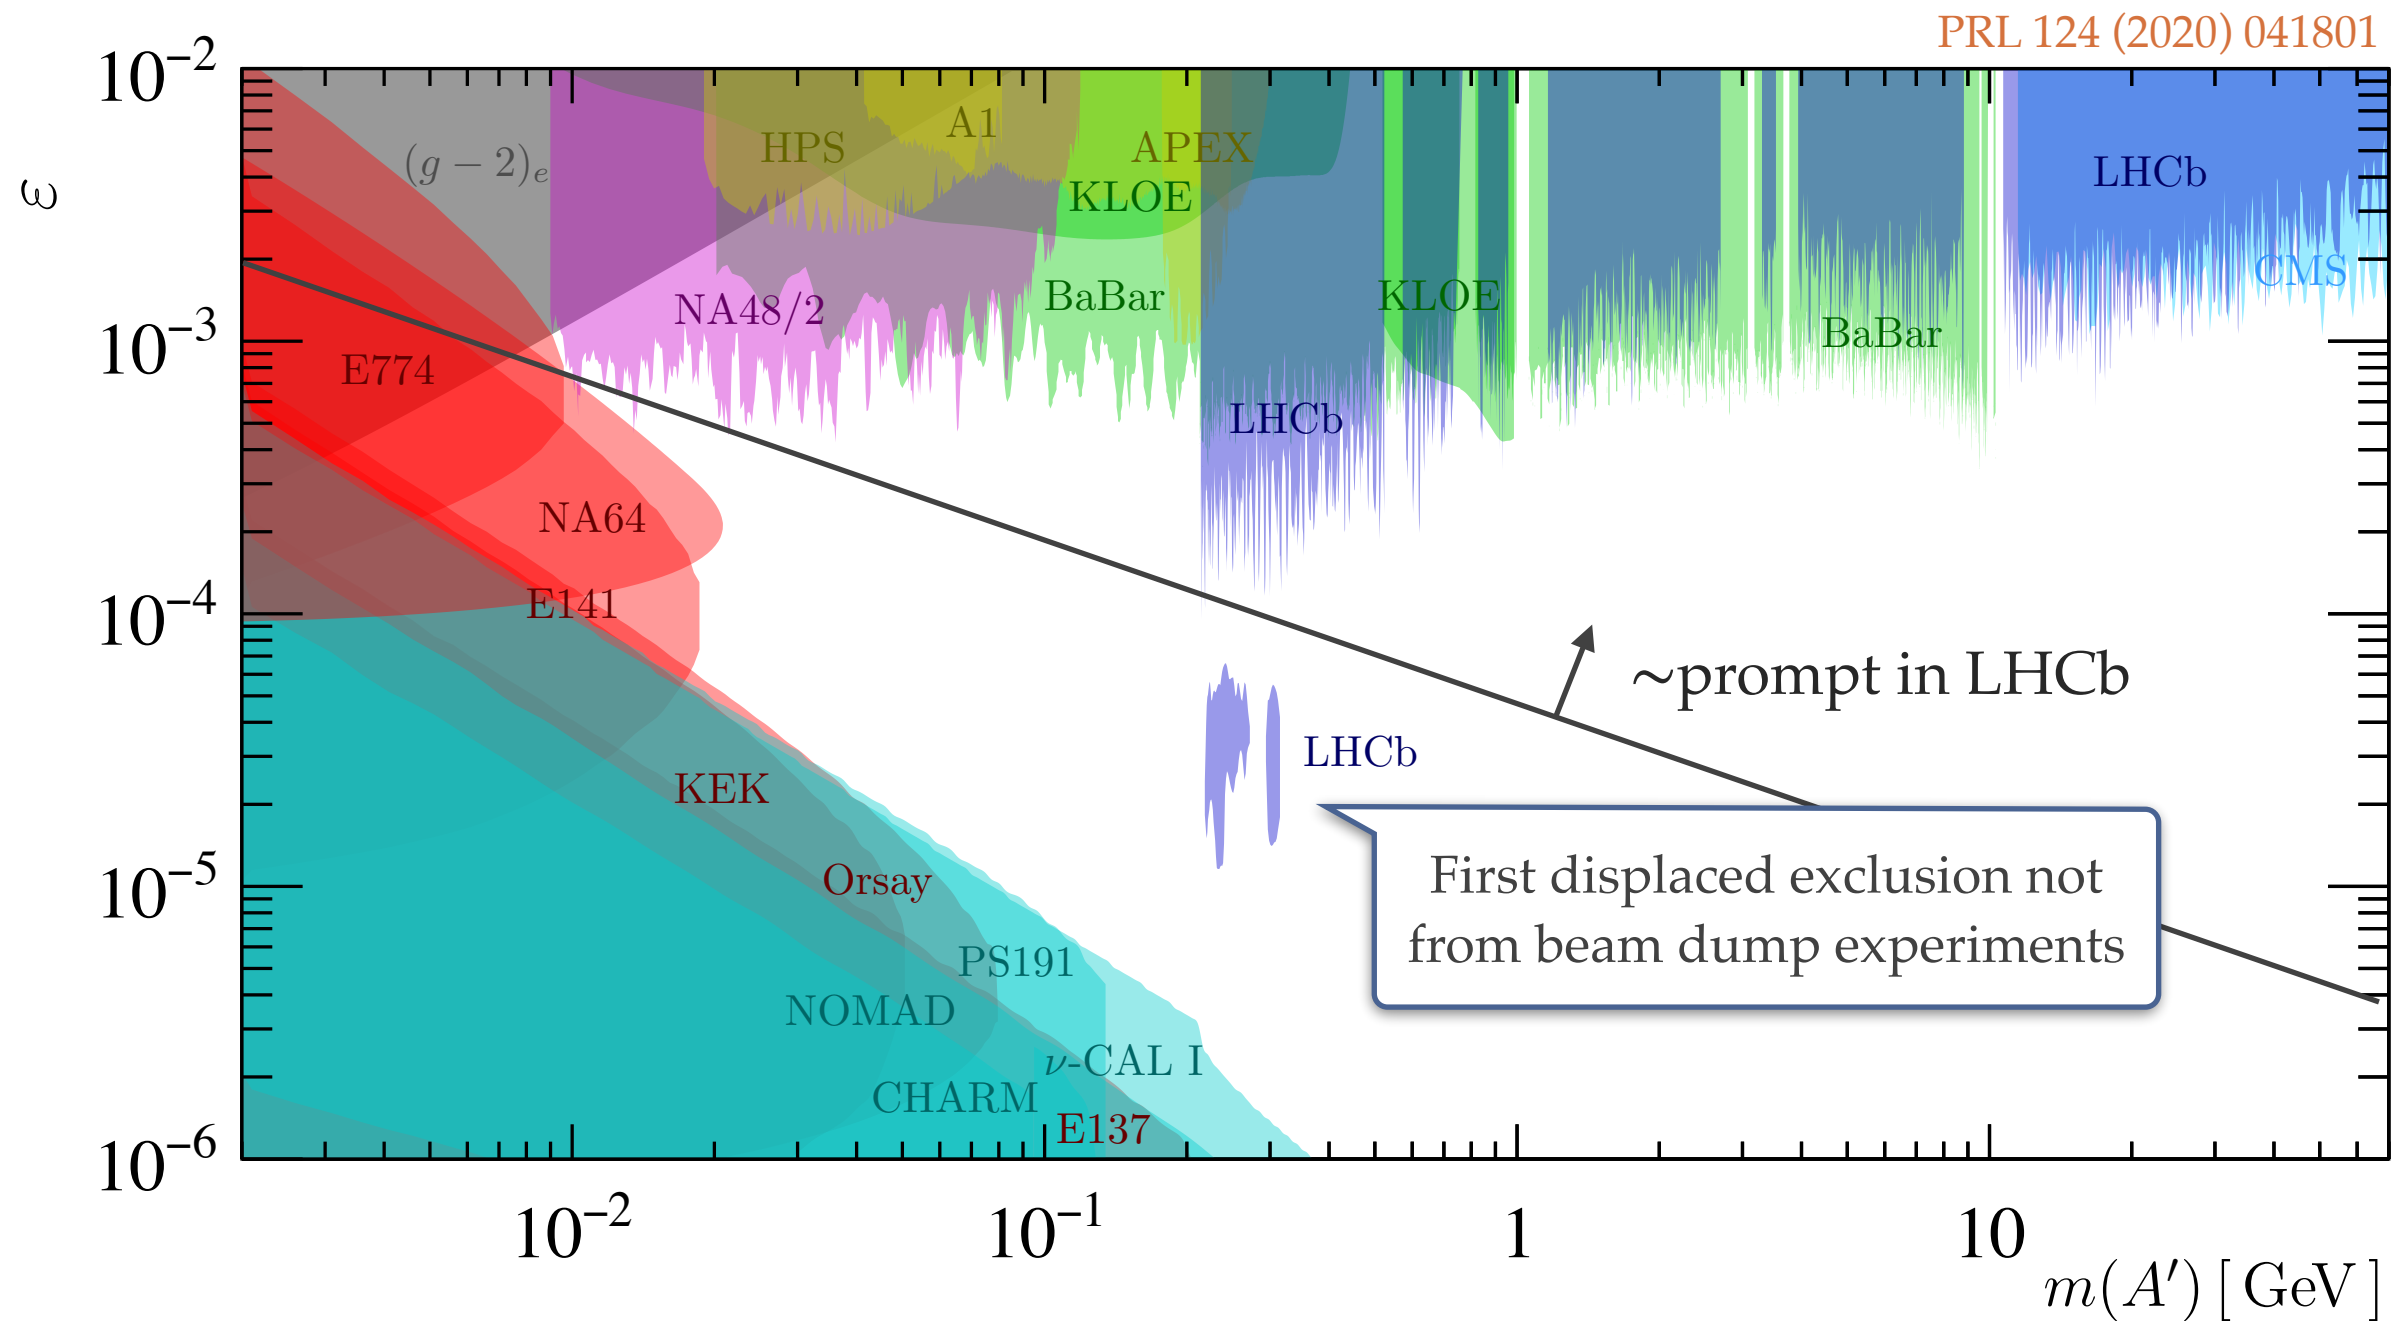 PRL 124 (2020) 041801
10⁻²
10⁻³
10⁻⁴
10⁻⁵
10⁻⁶
ε
(g − 2)ₑ
HPS
A1
APEX
KLOE
LHCb
CMS
NA48/2
BaBar
KLOE
BaBar
E774
LHCb
NA64
E141
~prompt in LHCb
LHCb
KEK
Orsay
First displaced exclusion not
from beam dump experiments
PS191
NOMAD
ν-CAL I
CHARM
E137
10⁻²
10⁻¹
1
10
m(A′) [ GeV ]